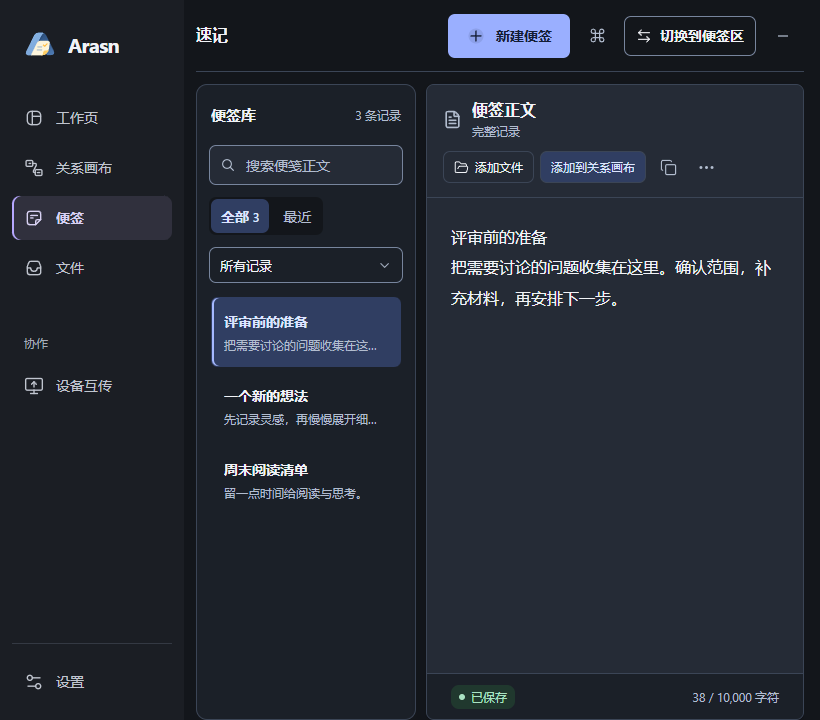 Arasn
工作页
关系画布
便签
文件
协作
设备互传
设置
速记
新建便签
切换到便签区
便签库
3 条记录
搜索便笺正文
全部 3
最近
所有记录
评审前的准备
把需要讨论的问题收集在这...
一个新的想法
先记录灵感，再慢慢展开细...
周末阅读清单
留一点时间给阅读与思考。
便签正文
完整记录
添加文件
添加到关系画布
评审前的准备
把需要讨论的问题收集在这里。确认范围，补
充材料，再安排下一步。
已保存
38 / 10,000 字符